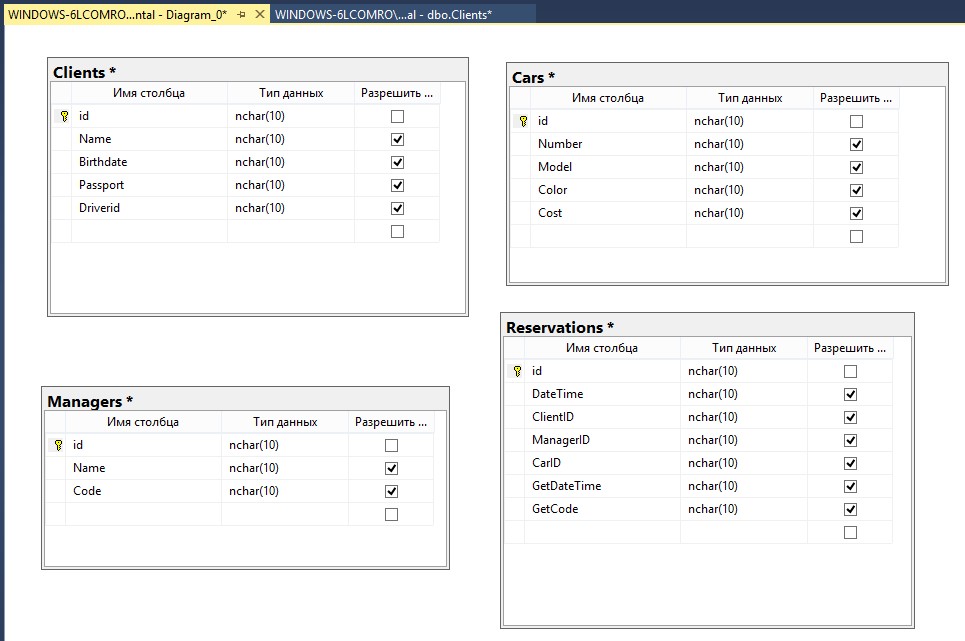 WINDOWS-6LCOMRO...ntal - Diagram_0*
WINDOWS-6LCOMRO\...al - dbo.Clients*
Clients *
Имя столбца Тип данных Разрешить ...
id nchar(10)
Name nchar(10)
Birthdate nchar(10)
Passport nchar(10)
Driverid nchar(10)
Cars *
Имя столбца Тип данных Разрешить ...
id nchar(10)
Number nchar(10)
Model nchar(10)
Color nchar(10)
Cost nchar(10)
Managers *
Имя столбца Тип данных Разрешить ...
id nchar(10)
Name nchar(10)
Code nchar(10)
Reservations *
Имя столбца Тип данных Разрешить ...
id nchar(10)
DateTime nchar(10)
ClientID nchar(10)
ManagerID nchar(10)
CarID nchar(10)
GetDateTime nchar(10)
GetCode nchar(10)